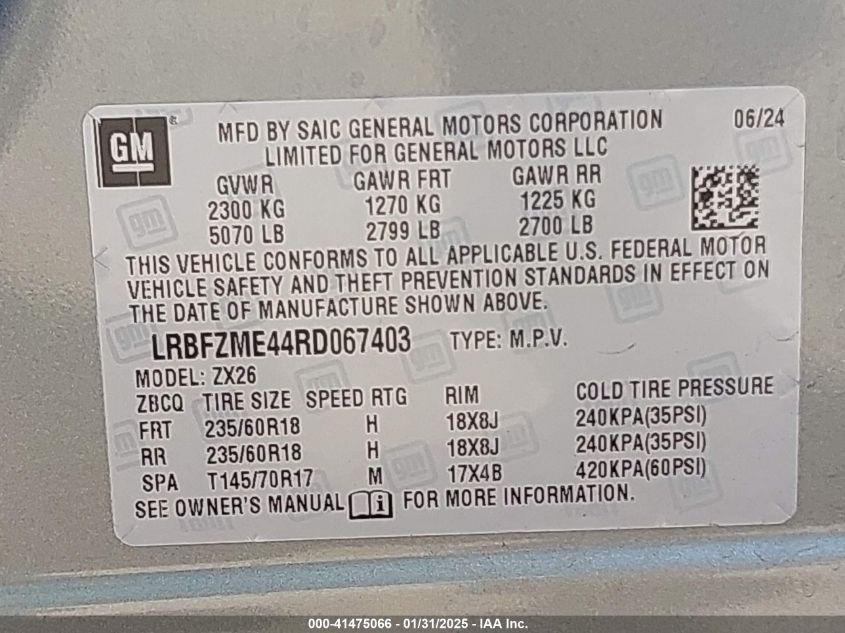 GM ®
MFD BY SAIC GENERAL MOTORS CORPORATION 06/24
LIMITED FOR GENERAL MOTORS LLC
GVWR GAWR FRT GAWR RR
2300 KG 1270 KG 1225 KG
5070 LB 2799 LB 2700 LB
THIS VEHICLE CONFORMS TO ALL APPLICABLE U.S. FEDERAL MOTOR
VEHICLE SAFETY AND THEFT PREVENTION STANDARDS IN EFFECT ON
THE DATE OF MANUFACTURE SHOWN ABOVE.
LRBFZME44RD067403 TYPE: M.P.V.
MODEL: ZX26
ZBCQ TIRE SIZE SPEED RTG RIM COLD TIRE PRESSURE
FRT 235/60R18 H 18X8J 240KPA(35PSI)
RR 235/60R18 H 18X8J 240KPA(35PSI)
SPA T145/70R17 M 17X4B 420KPA(60PSI)
SEE OWNER'S MANUAL i FOR MORE INFORMATION.
000-41475066 - 01/31/2025 - IAA Inc.